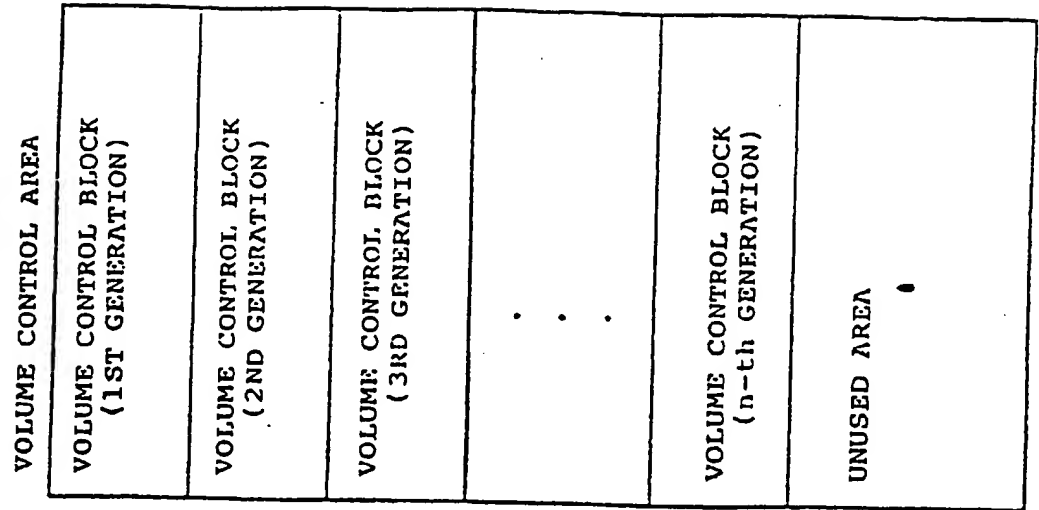 VOLUME CONTROL AREA
VOLUME CONTROL BLOCK
(1ST GENERATION)
VOLUME CONTROL BLOCK
(2ND GENERATION)
VOLUME CONTROL BLOCK
(3RD GENERATION)
. . .
VOLUME CONTROL BLOCK
(n-th GENERATION)
UNUSED AREA